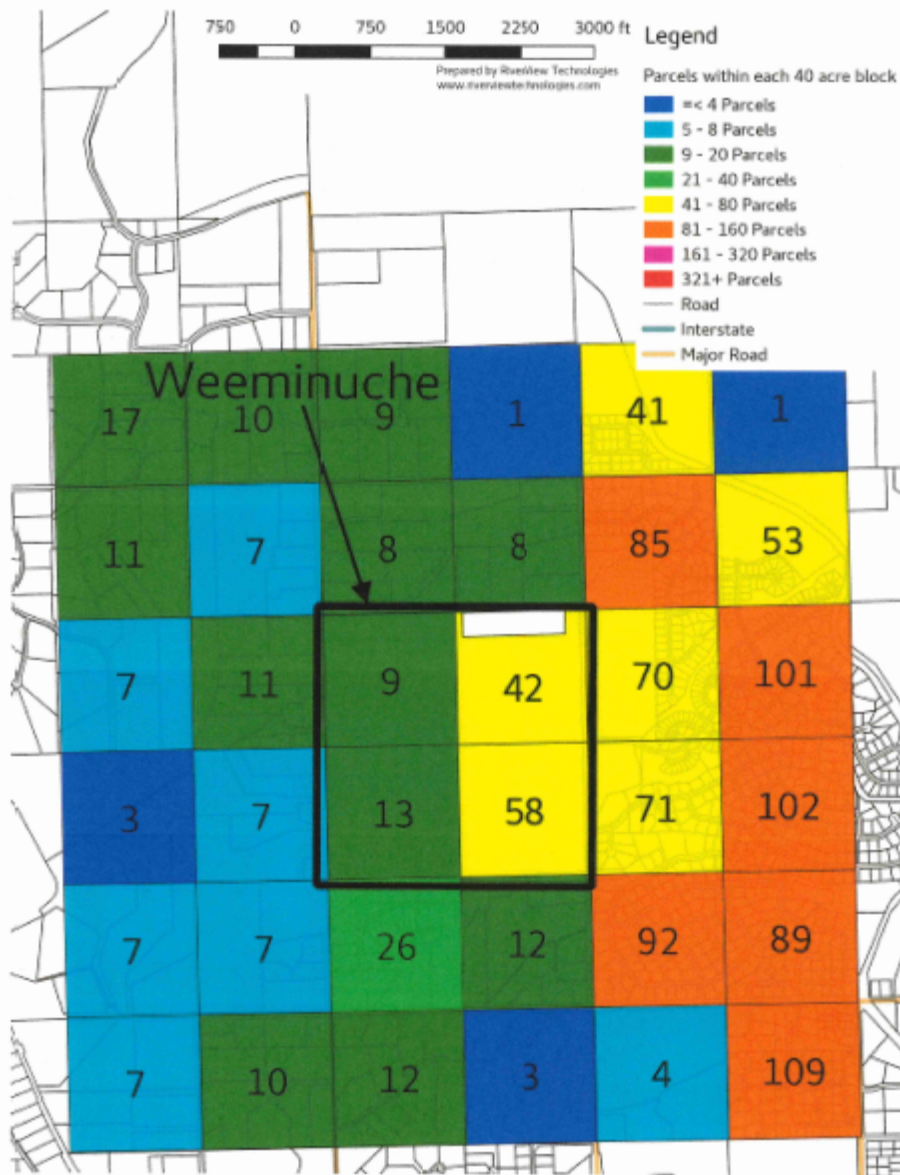 750 0 750 1500 2250 3000 ft
Prepared by RiverView Technologies
www.riverviewtechnologies.com
Legend
Parcels within each 40 acre block
=< 4 Parcels
5 - 8 Parcels
9 - 20 Parcels
21 - 40 Parcels
41 - 80 Parcels
81 - 160 Parcels
161 - 320 Parcels
321+ Parcels
Road
Interstate
Major Road
Weeminuche
17 10 9 1 41 1
11 7 8 8 85 53
7 11 9 42 70 101
3 7 13 58 71 102
7 7 26 12 92 89
7 10 12 3 4 109